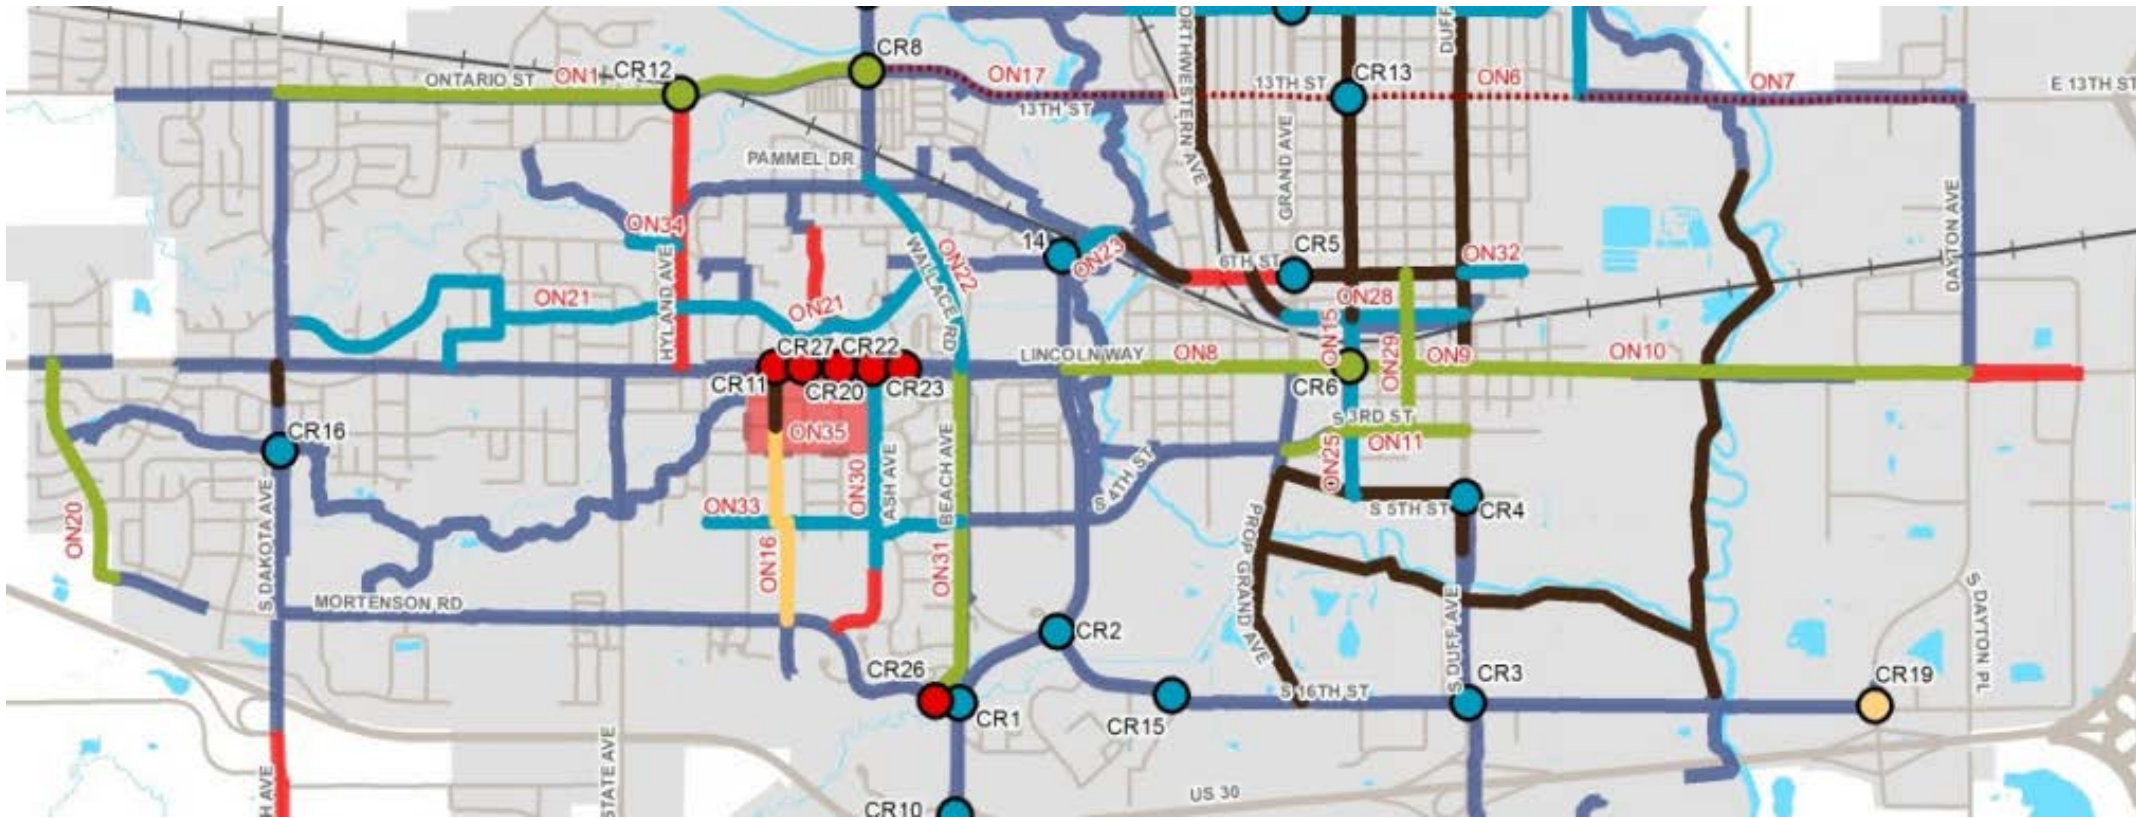 ORTHWESTERN AVE
DUFF
CR8
ONTARIO ST
ON1
CR12
ON17
13TH ST
13TH ST
CR13
ON6
ON7
E 13TH ST
PAMMEL DR
GRAND AVE
DAYTON AVE
ON34
HYLAND AVE
WALLACE RD
ON22
14
ON23
6TH ST
CR5
ON32
ON21
ON21
ON28
ON15
ON29
CR27
CR22
LINCOLN WAY
ON8
ON9
ON10
CR11
CR20
CR23
CR6
S 3RD ST
ON11
CR16
ON35
ON25
S DAKOTA AVE
ON30
ASH AVE
BEACH AVE
S 4TH ST
ON20
ON33
S 5TH ST
CR4
ON16
ON31
PROP GRAND AVE
MORTENSON RD
S DUFF AVE
S DAYTON PL
CR2
CR26
CR1
CR15
S 16TH ST
CR3
CR19
H AVE
STATE AVE
CR10
US 30